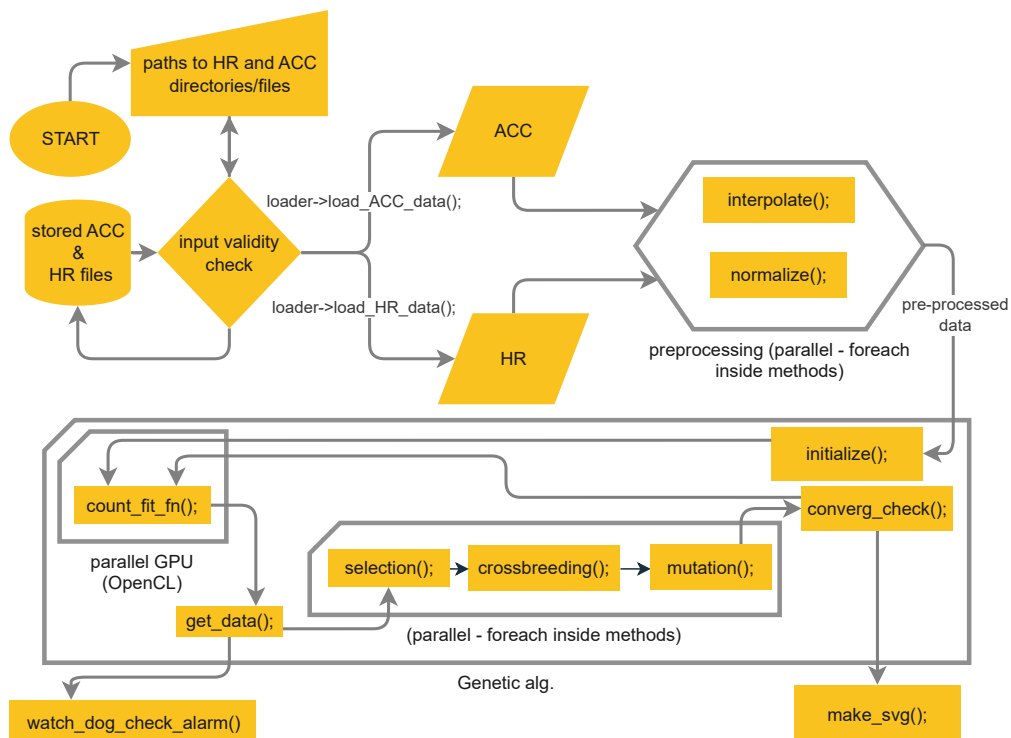 paths to HR and ACC
directories/files
START
ACC
loader->load_ACC_data();
interpolate();
stored ACC
&
HR files
input validity
check
normalize();
loader->load_HR_data();
pre-processed
data
HR
preprocessing (parallel - foreach
inside methods)
initialize();
count_fit_fn();
converg_check();
parallel GPU
(OpenCL)
selection();
crossbreeding();
mutation();
get_data();
(parallel - foreach inside methods)
Genetic alg.
watch_dog_check_alarm()
make_svg();